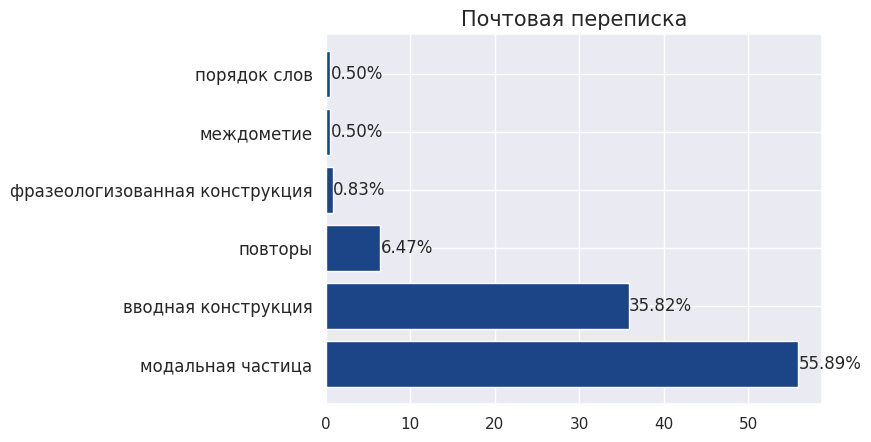 Почтовая переписка
порядок слов 0.50%
междометие 0.50%
фразеологизованная конструкция 0.83%
повторы 6.47%
вводная конструкция 35.82%
модальная частица 55.89%
0 10 20 30 40 50